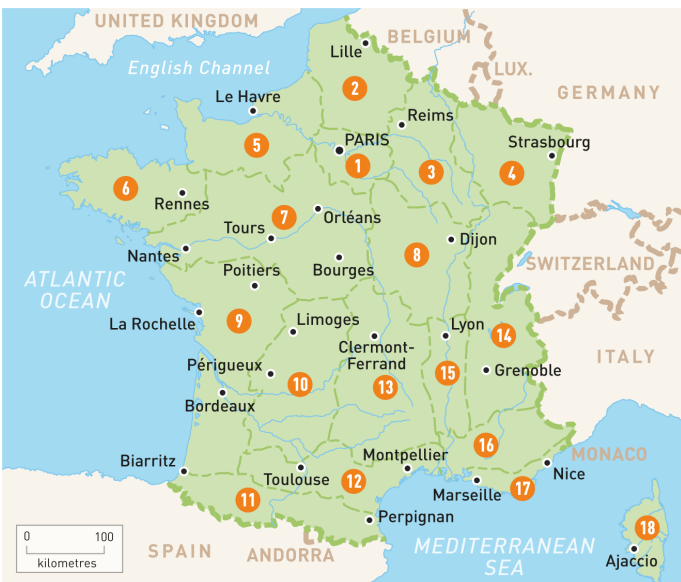 UNITED KINGDOM
BELGIUM
Lille
LUX.
English Channel
2
GERMANY
Le Havre
Reims
5
PARIS
Strasbourg
1
3
4
6
Rennes
7
Orléans
Tours
Dijon
Nantes
8
Poitiers
Bourges
SWITZERLAND
ATLANTIC
OCEAN
La Rochelle
9
Limoges
Lyon
14
Clermont-
Ferrand
ITALY
Périgueux
10
13
15
Grenoble
Bordeaux
16
Biarritz
Montpellier
MONACO
Toulouse
12
Nice
11
Marseille
17
Perpignan
18
0 100
kilometres
SPAIN
ANDORRA
MEDITERRANEAN
SEA
Ajaccio